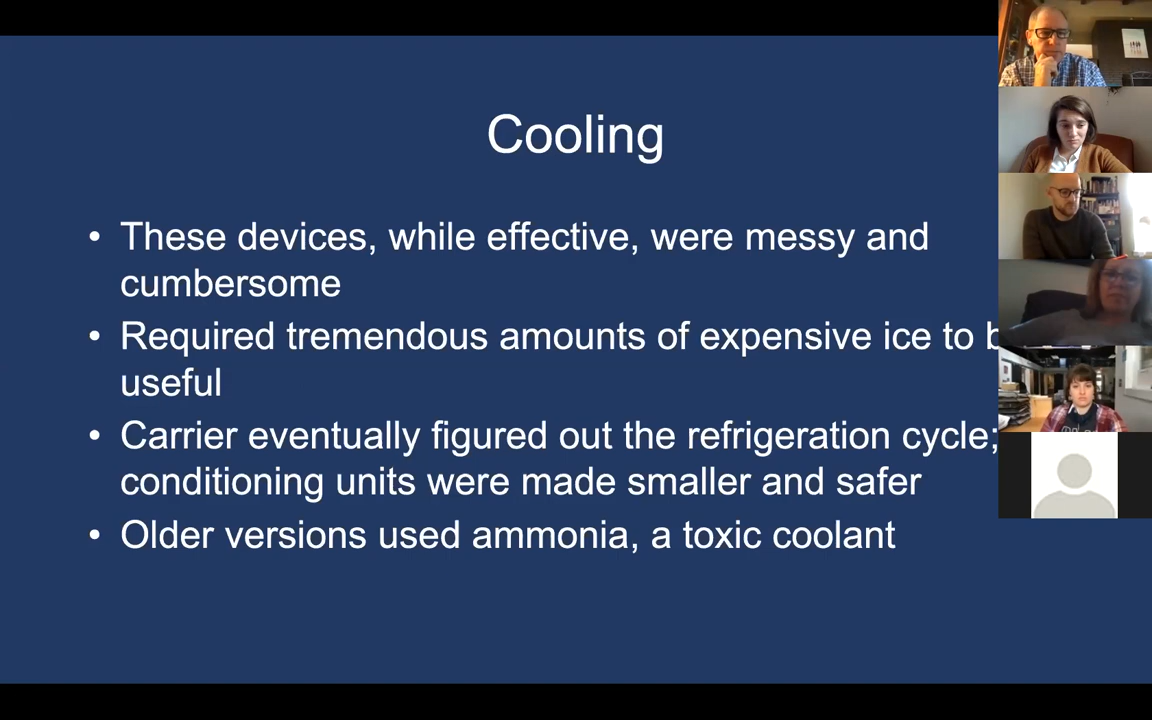 Cooling
• These devices, while effective, were messy and
cumbersome
• Required tremendous amounts of expensive ice to
useful
• Carrier eventually figured out the refrigeration cycle;
conditioning units were made smaller and safer
• Older versions used ammonia, a toxic coolant